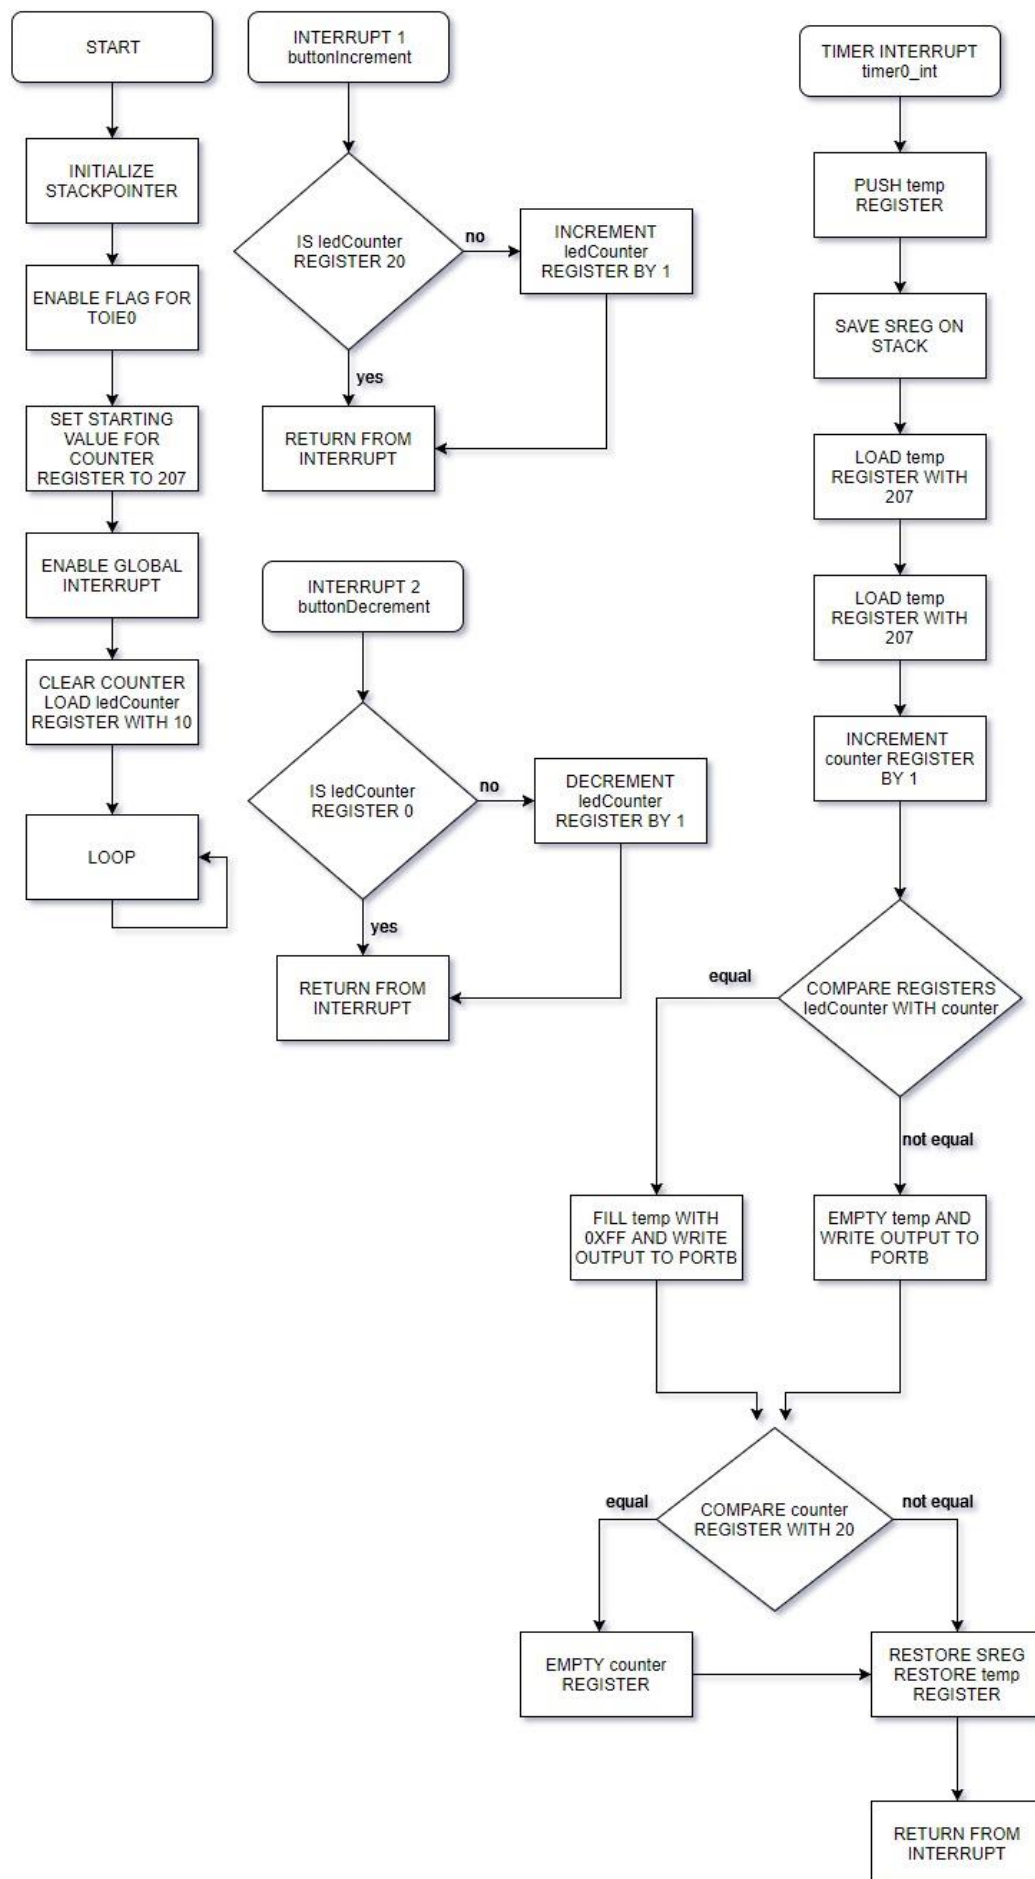 START
INITIALIZE
STACKPOINTER
ENABLE FLAG FOR
TOIE0
SET STARTING
VALUE FOR
COUNTER
REGISTER TO 207
ENABLE GLOBAL
INTERRUPT
CLEAR COUNTER
LOAD ledCounter
REGISTER WITH 10
LOOP
INTERRUPT 1
buttonIncrement
IS ledCounter
REGISTER 20
no
INCREMENT
ledCounter
REGISTER BY 1
yes
RETURN FROM
INTERRUPT
INTERRUPT 2
buttonDecrement
IS ledCounter
REGISTER 0
no
DECREMENT
ledCounter
REGISTER BY 1
yes
RETURN FROM
INTERRUPT
TIMER INTERRUPT
timer0_int
PUSH temp
REGISTER
SAVE SREG ON
STACK
LOAD temp
REGISTER WITH
207
LOAD temp
REGISTER WITH
207
INCREMENT
counter REGISTER
BY 1
COMPARE REGISTERS
ledCounter WITH counter
equal
not equal
FILL temp WITH
0XFF AND WRITE
OUTPUT TO PORTB
EMPTY temp AND
WRITE OUTPUT TO
PORTB
COMPARE counter
REGISTER WITH 20
equal
not equal
EMPTY counter
REGISTER
RESTORE SREG
RESTORE temp
REGISTER
RETURN FROM
INTERRUPT